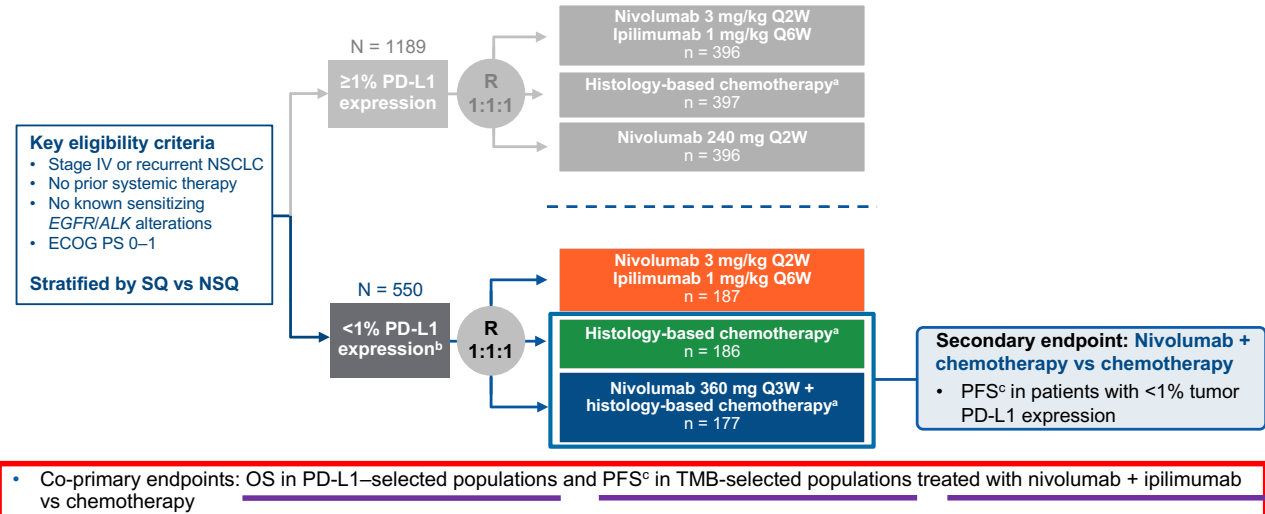 Nivolumab 3 mg/kg Q2W
Ipilimumab 1 mg/kg Q6W
n = 396
N = 1189
≥1% PD-L1
expression
R
1:1:1
Histology-based chemotherapyᵃ
n = 397
Nivolumab 240 mg Q2W
n = 396
Key eligibility criteria
• Stage IV or recurrent NSCLC
• No prior systemic therapy
• No known sensitizing
EGFR/ALK alterations
• ECOG PS 0–1
Stratified by SQ vs NSQ
Nivolumab 3 mg/kg Q2W
Ipilimumab 1 mg/kg Q6W
n = 187
N = 550
<1% PD-L1
expressionᵇ
R
1:1:1
Histology-based chemotherapyᵃ
n = 186
Nivolumab 360 mg Q3W +
histology-based chemotherapyᵃ
n = 177
Secondary endpoint: Nivolumab +
chemotherapy vs chemotherapy
• PFSᶜ in patients with <1% tumor
PD-L1 expression
• Co-primary endpoints: OS in PD-L1–selected populations and PFSᶜ in TMB-selected populations treated with nivolumab + ipilimumab
vs chemotherapy